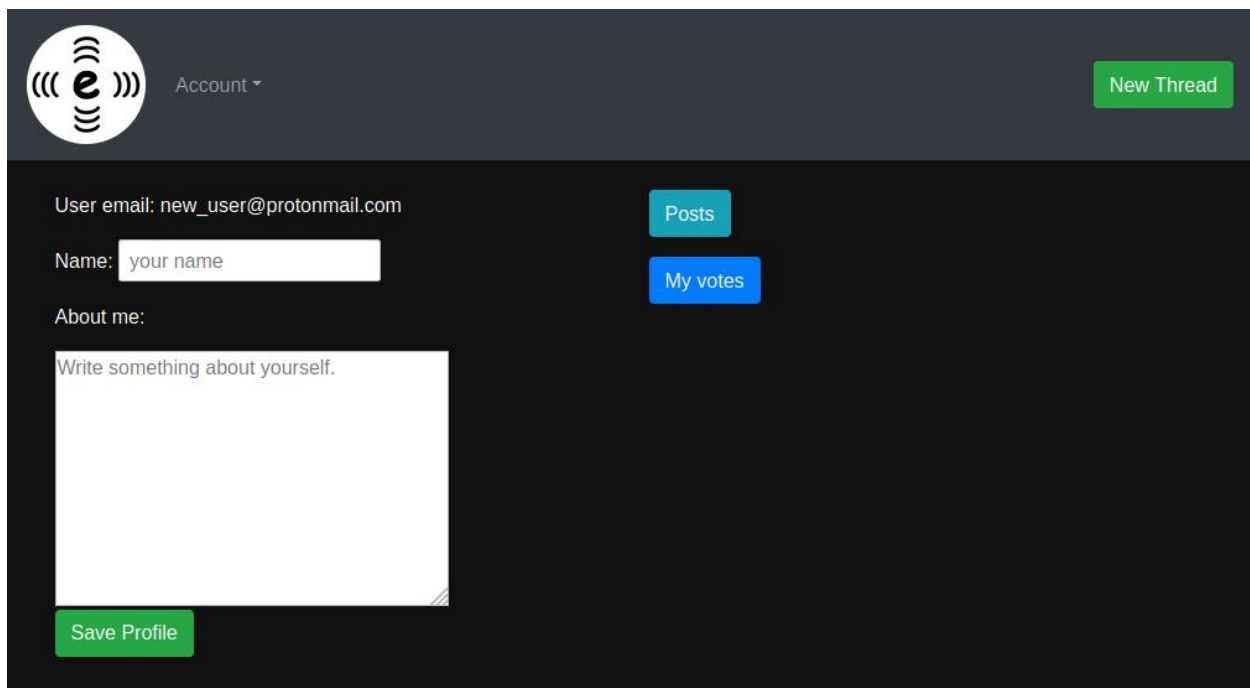 ((( e )))
Account
New Thread
User email: new_user@protonmail.com
Name: your name
About me:
Write something about yourself.
Save Profile
Posts
My votes